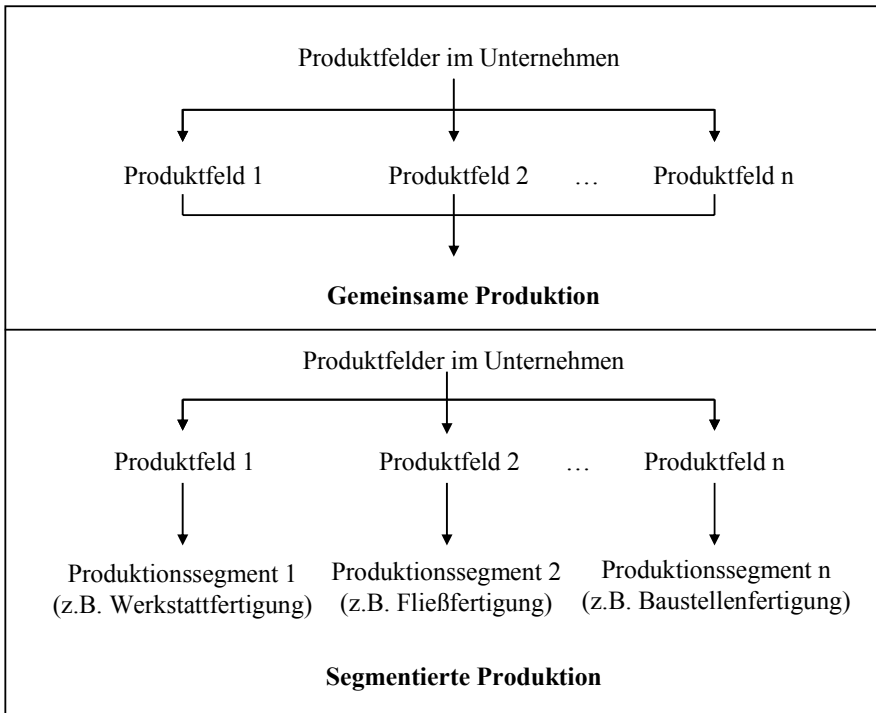 Produktfelder im Unternehmen
Produktfeld 1 Produktfeld 2 … Produktfeld n
Gemeinsame Produktion
Produktfelder im Unternehmen
Produktfeld 1 Produktfeld 2 … Produktfeld n
Produktionssegment 1 Produktionssegment 2 Produktionssegment n
(z.B. Werkstattfertigung) (z.B. Fließfertigung) (z.B. Baustellenfertigung)
Segmentierte Produktion